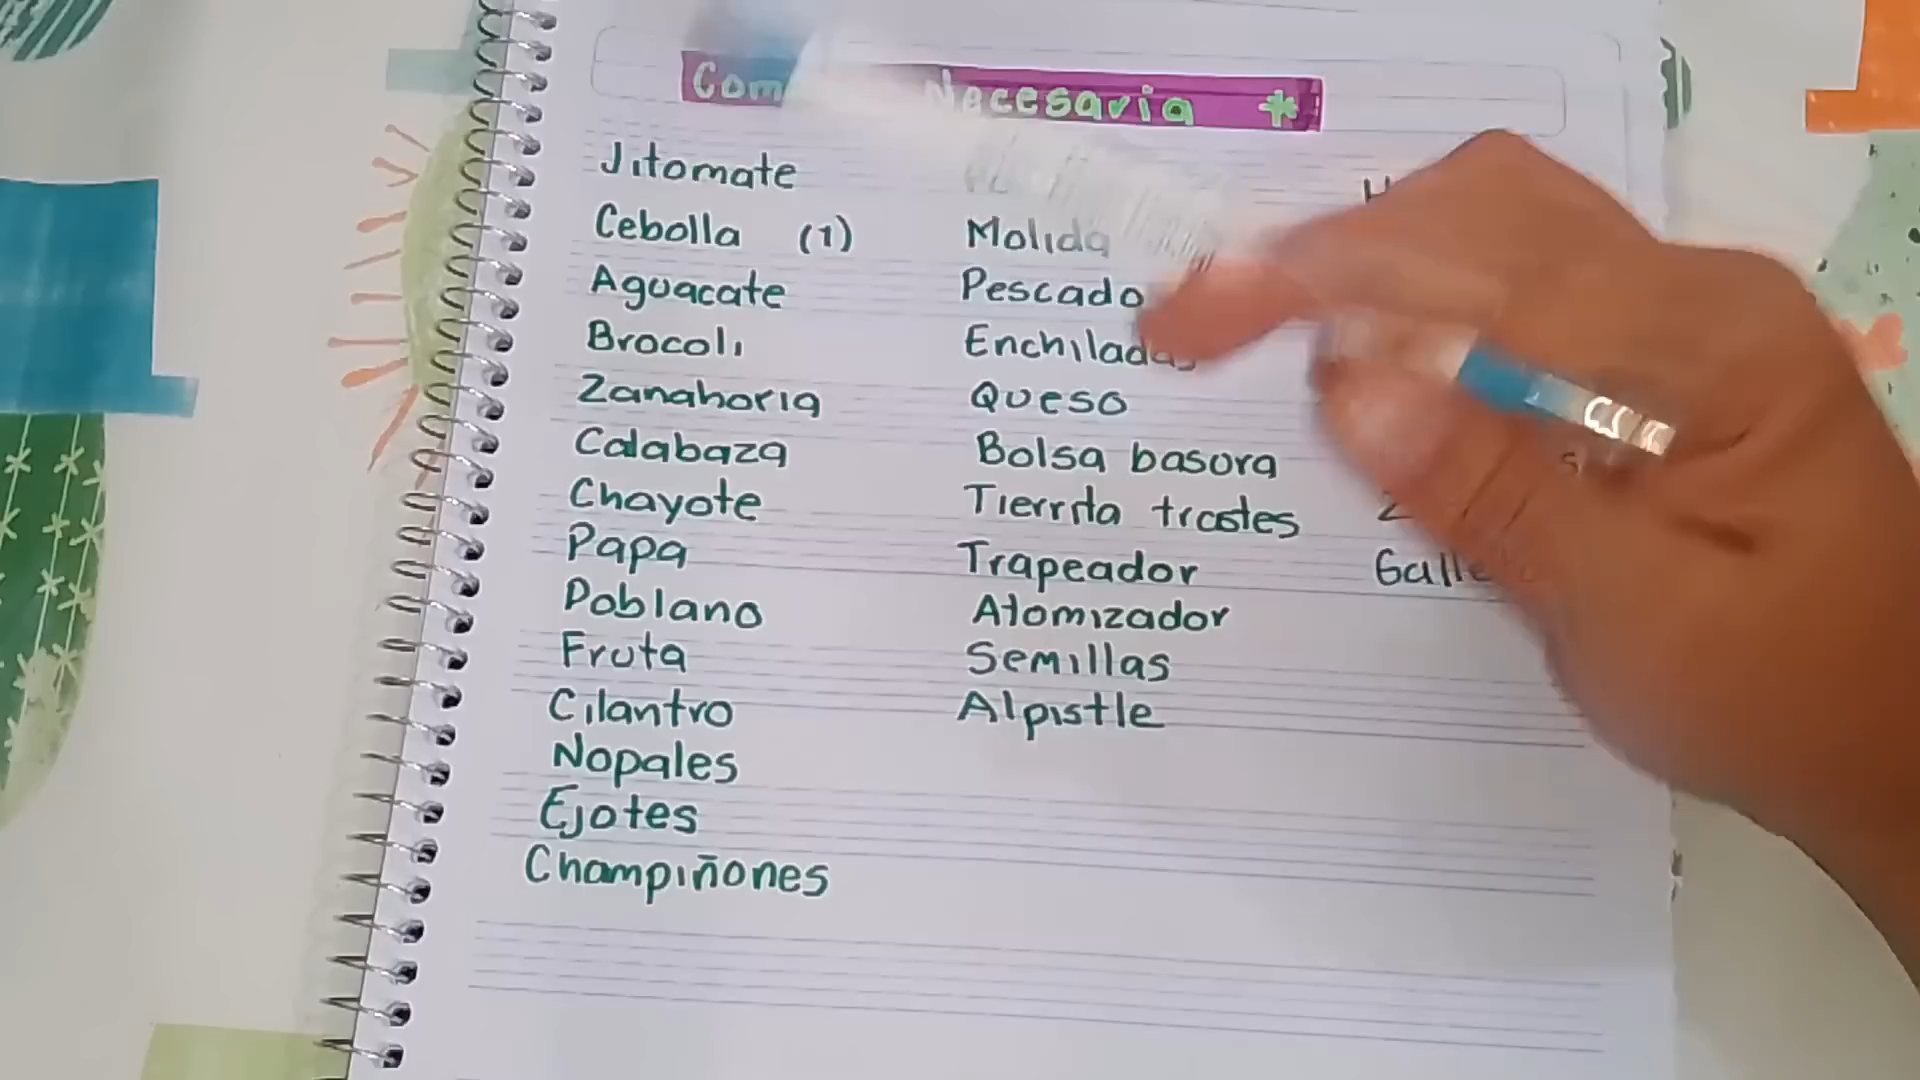 Necesaria *
Jitomate
Cebolla (1)
Aguacate
Brocoli
Zanahoria
Calabaza
Chayote
Papa
Poblano
Fruta
Cilantro
Nopales
Ejotes
Champiñones
Molida
Pescado
Enchiladas
Queso
Bolsa basura
Tierrita trastes
Trapeador
Atomizador
Semillas
Alpistle